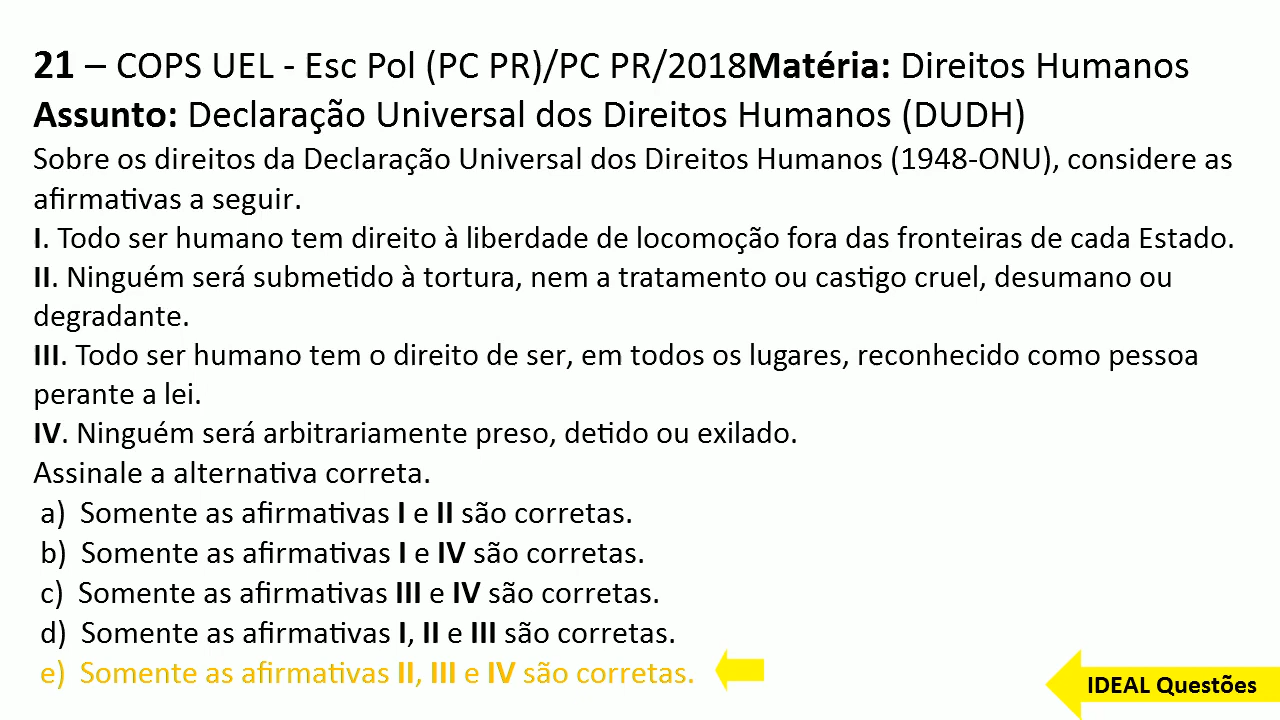 21 – COPS UEL - Esc Pol (PC PR)/PC PR/2018Matéria: Direitos Humanos
Assunto: Declaração Universal dos Direitos Humanos (DUDH)
Sobre os direitos da Declaração Universal dos Direitos Humanos (1948-ONU), considere as
afirmativas a seguir.
I. Todo ser humano tem direito à liberdade de locomoção fora das fronteiras de cada Estado.
II. Ninguém será submetido à tortura, nem a tratamento ou castigo cruel, desumano ou
degradante.
III. Todo ser humano tem o direito de ser, em todos os lugares, reconhecido como pessoa
perante a lei.
IV. Ninguém será arbitrariamente preso, detido ou exilado.
Assinale a alternativa correta.
a) Somente as afirmativas I e II são corretas.
b) Somente as afirmativas I e IV são corretas.
c) Somente as afirmativas III e IV são corretas.
d) Somente as afirmativas I, II e III são corretas.
e) Somente as afirmativas II, III e IV são corretas.
IDEAL Questões